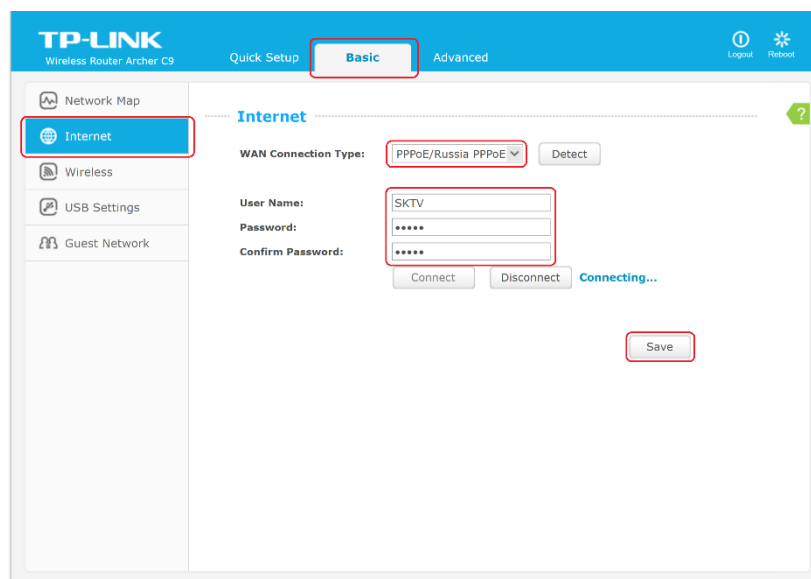 TP-LINK
Wireless Router Archer C9
Quick Setup
Basic
Advanced
Logout
Reboot
Network Map
Internet
Wireless
USB Settings
Guest Network
Internet
?
WAN Connection Type: PPPoE/Russia PPPoE Detect
User Name: SKTV
Password: •••••
Confirm Password: •••••
Connect Disconnect Connecting...
Save